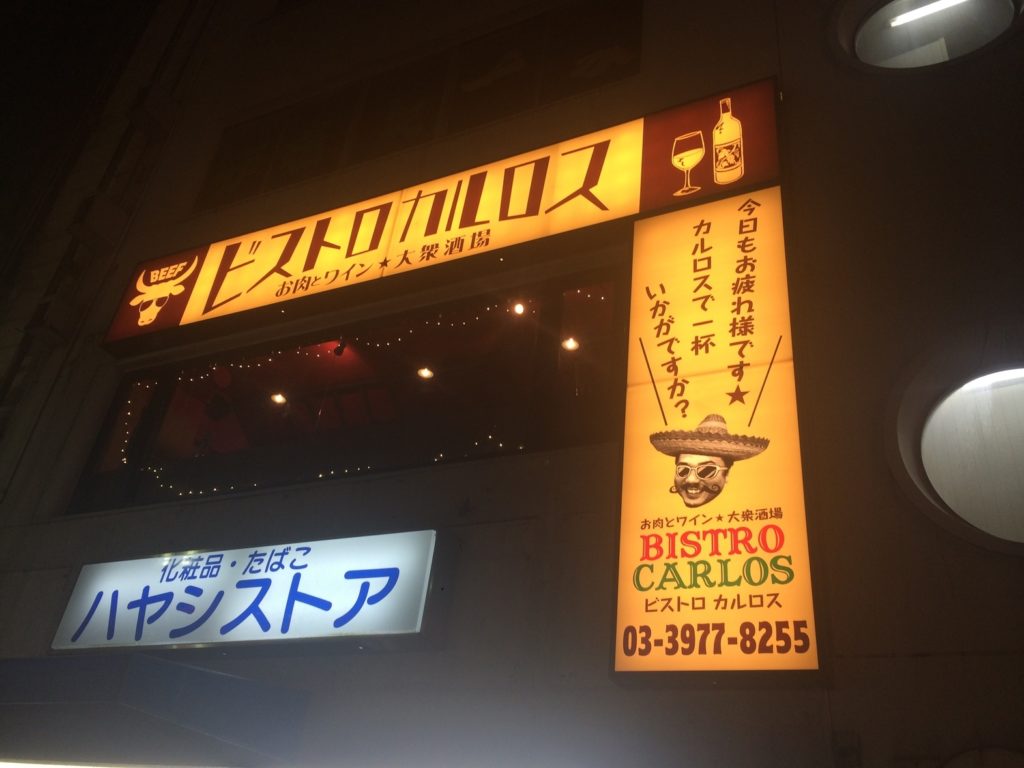 BEEF
ビストロ カルロス
お肉とワイン★大衆酒場
今日もお疲れ様です★
カルロスで一杯
いかがですか?
お肉とワイン★大衆酒場
BISTRO
CARLOS
ビストロ カルロス
03-3977-8255
化粧品・たばこ
ハヤシストア